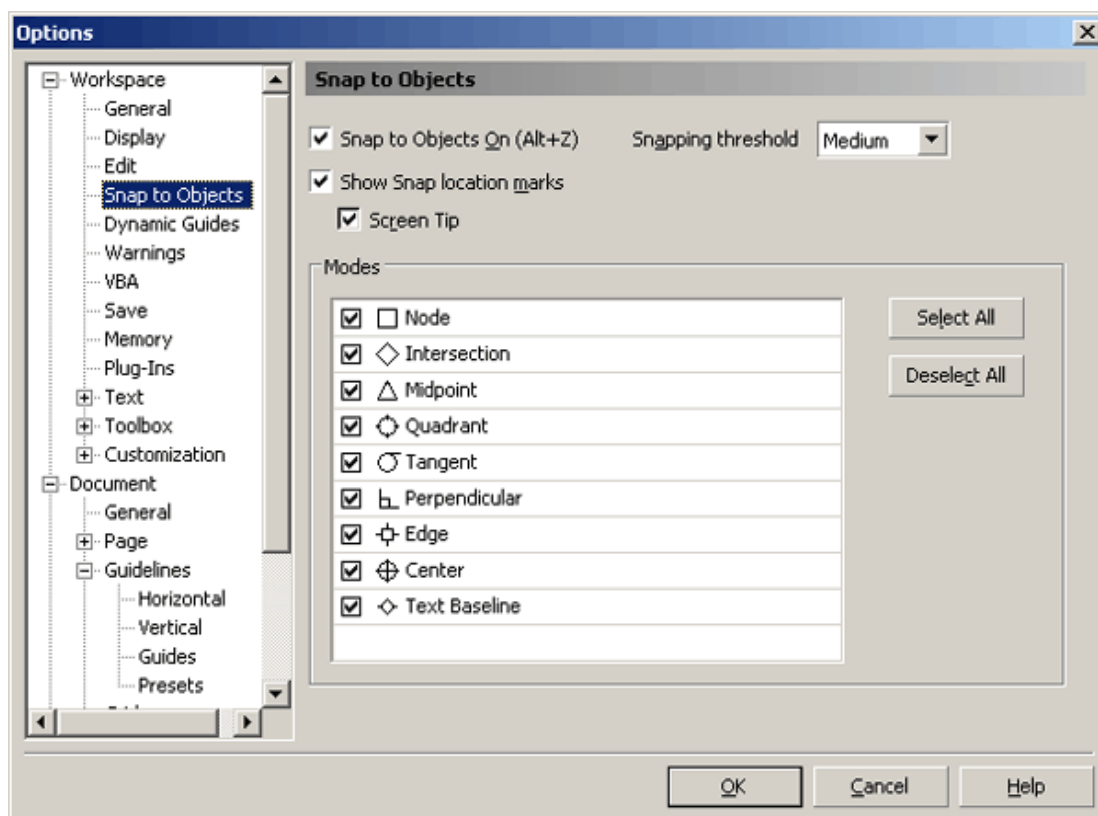 Options
Workspace
General
Display
Edit
Snap to Objects
Dynamic Guides
Warnings
VBA
Save
Memory
Plug-Ins
Text
Toolbox
Customization
Document
General
Page
Guidelines
Horizontal
Vertical
Guides
Presets
Snap to Objects
Snap to Objects On (Alt+Z) Snapping threshold Medium
Show Snap location marks
Screen Tip
Modes
Node
Intersection
Midpoint
Quadrant
Tangent
Perpendicular
Edge
Center
Text Baseline
Select All
Deselect All
OK Cancel Help